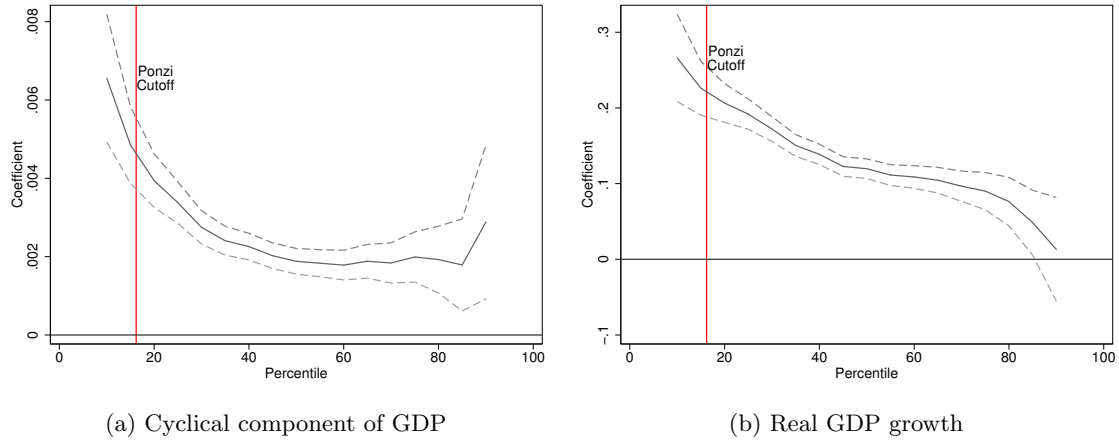 .008
.006
.004
.002
0
Coefficient
Ponzi
Cutoff
0 20 40 60 80 100
Percentile
(a) Cyclical component of GDP
.3
.2
.1
0
-.1
Coefficient
Ponzi
Cutoff
0 20 40 60 80 100
Percentile
(b) Real GDP growth